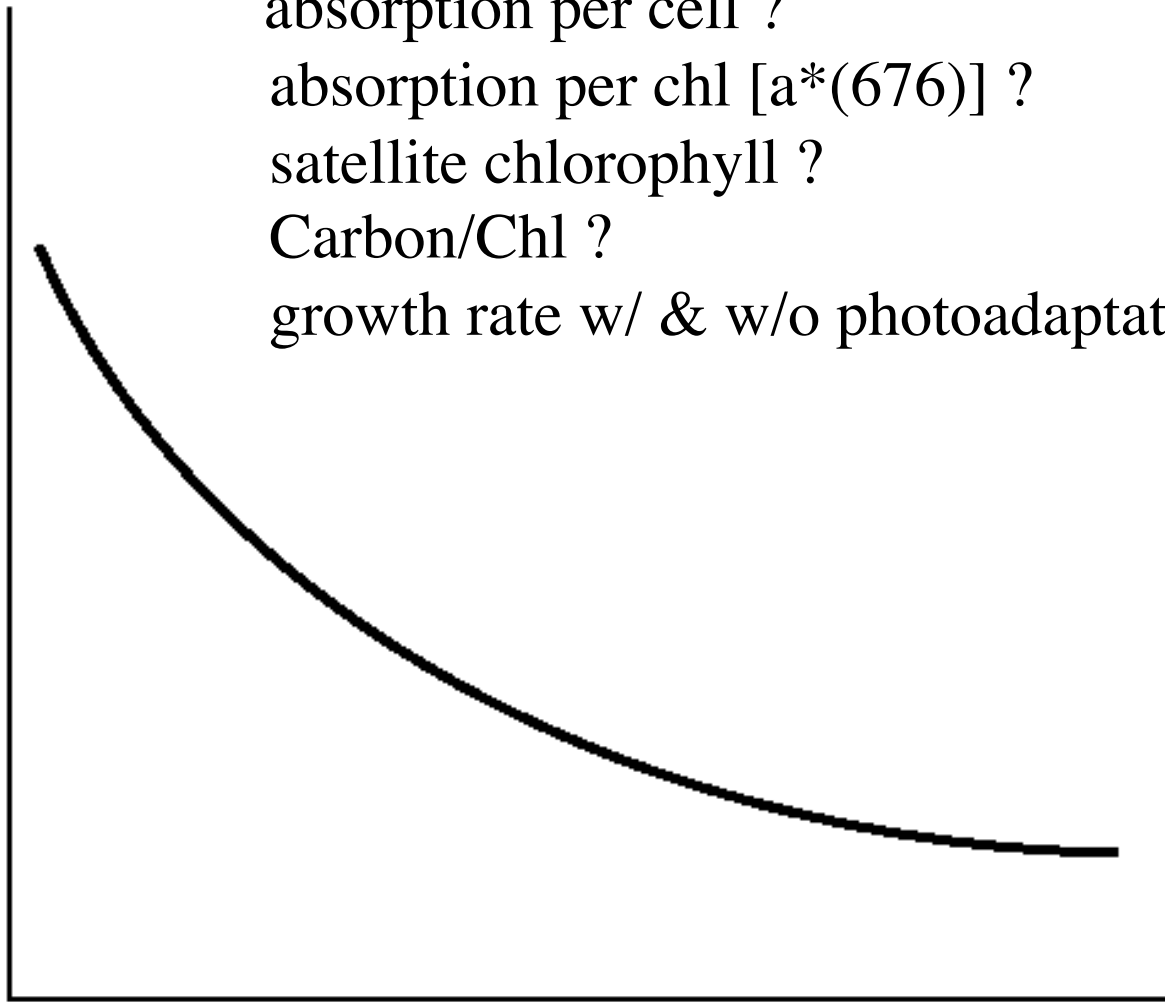 absorption per cell ?
absorption per chl [a*(676)] ?
satellite chlorophyll ?
Carbon/Chl ?
growth rate w/ & w/o photoadaptat